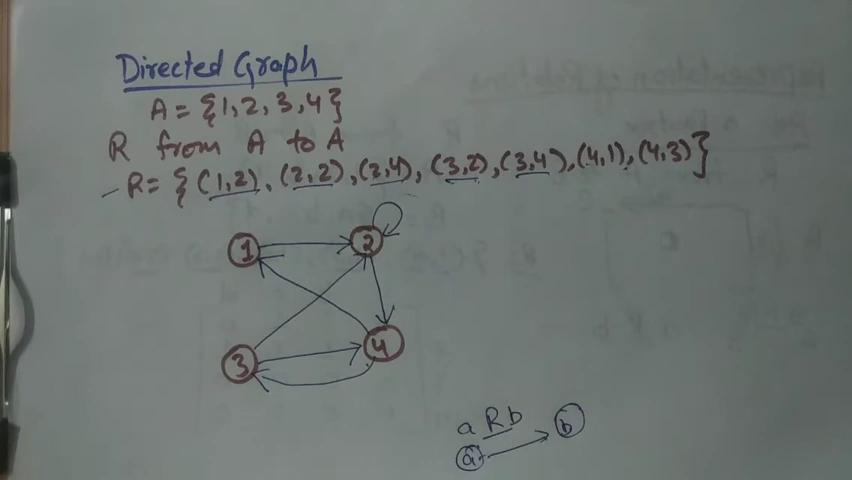 Directed Graph
A = {1, 2, 3, 4}
R from A to A
R = { (1,2), (2,2), (2,4), (3,2), (3,4), (4,1), (4,3) }
1 2
3 4
a R b
a b